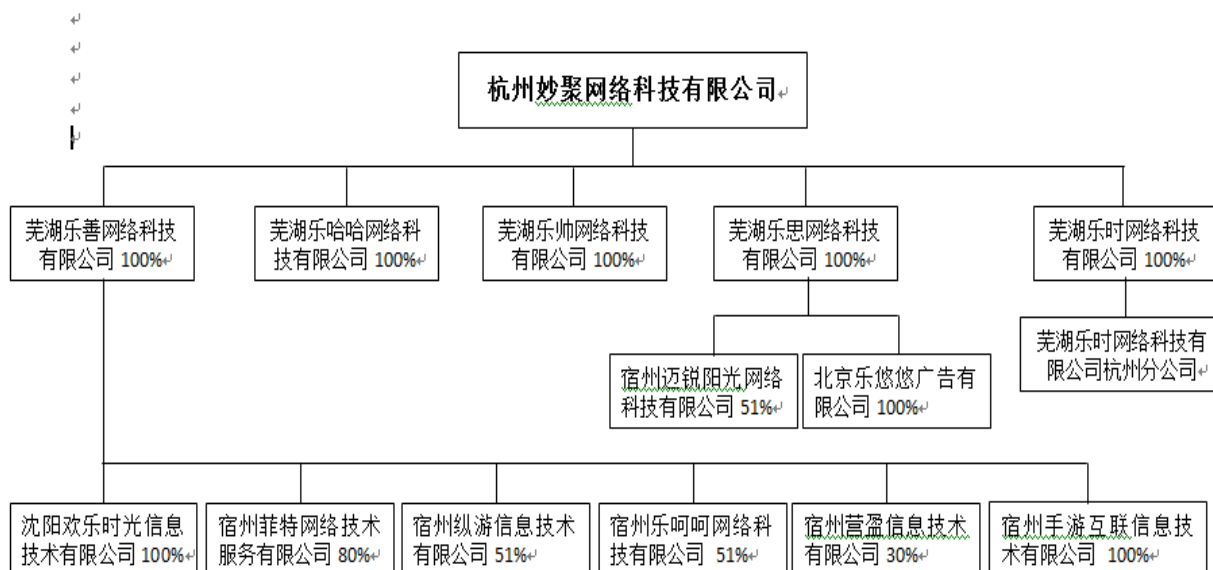 杭州妙聚网络科技有限公司
芜湖乐善网络科技
有限公司 100%
芜湖乐哈哈网络科
技有限公司 100%
芜湖乐帅网络科技
有限公司 100%
芜湖乐思网络科技
有限公司 100%
芜湖乐时网络科技
有限公司 100%
宿州迈锐阳光网络
科技有限公司 51%
北京乐悠悠广告有
限公司 100%
芜湖乐时网络科技有
限公司杭州分公司
沈阳欢乐时光信息
技术有限公司 100%
宿州菲特网络技术
服务有限公司 80%
宿州纵游信息技术
有限公司 51%
宿州乐呵呵网络科
技有限公司 51%
宿州营盈信息技术
有限公司 30%
宿州手游互联信息技
术有限公司 100%